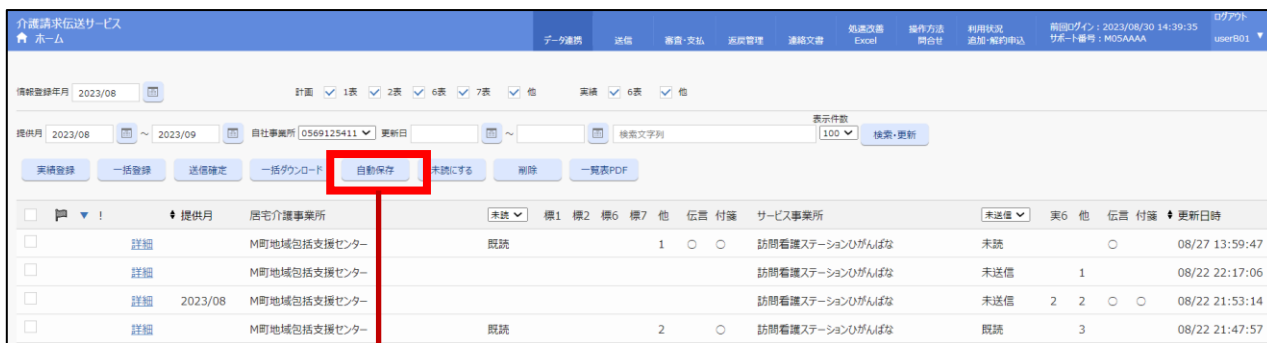 介護請求伝送サービス
ホーム
データ連携 送信 審査・支払 返戻管理 連絡文書 処遇改善 Excel 操作方法 問合せ 利用状況 追加・解約申込 前回ログイン：2023/08/30 14:39:35 サポート番号：M05AAAA ログアウト userB01 ▼
情報登録年月 2023/08 計画 1表 2表 6表 7表 他 実績 6表 他
表示件数
提供月 2023/08 ～ 2023/09 自社事業所 0569125411 更新日 ～ 検索文字列 100 検索・更新
実績登録 一括登録 送信確定 一括ダウンロード 自動保存 未読にする 削除 一覧表PDF
▼ ! 提供月 居宅介護事業所 未読 標1 標2 標6 標7 他 伝言 付箋 サービス事業所 未送信 実6 他 伝言 付箋 更新日時
詳細 M町地域包括支援センター 既読 1 ○ ○ 訪問看護ステーションひがんばな 未読 ○ 08/27 13:59:47
詳細 M町地域包括支援センター 訪問看護ステーションひがんばな 未送信 1 08/22 22:17:06
詳細 2023/08 M町地域包括支援センター 訪問看護ステーションひがんばな 未送信 2 2 ○ ○ 08/22 21:53:14
詳細 M町地域包括支援センター 既読 2 ○ 訪問看護ステーションひがんばな 既読 3 08/22 21:47:57